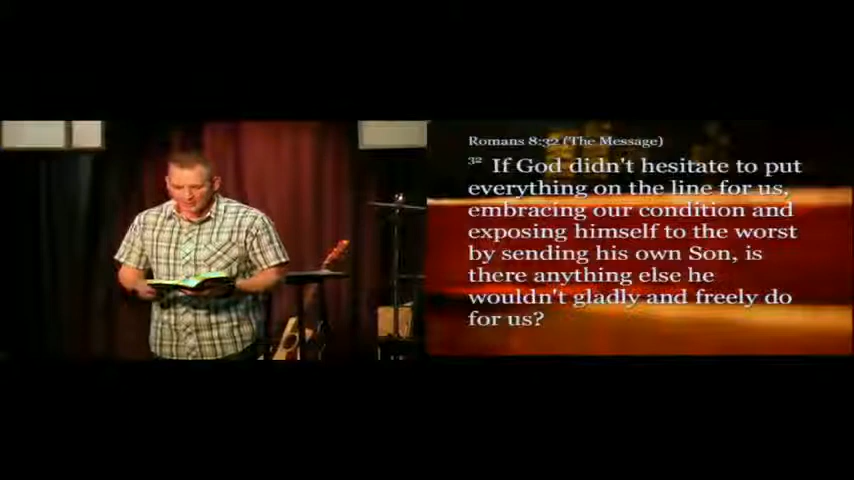 Romans 8:32 (The Message)
32 If God didn't hesitate to put
everything on the line for us,
embracing our condition and
exposing himself to the worst
by sending his own Son, is
there anything else he
wouldn't gladly and freely do
for us?